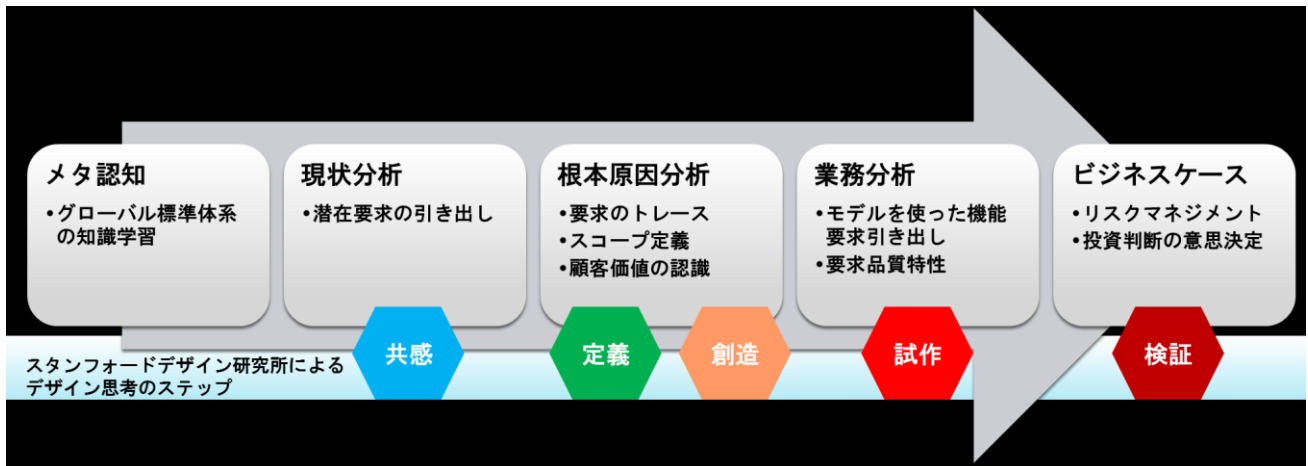 メタ認知
•グローバル標準体系
の知識学習
現状分析
•潜在要求の引き出し
根本原因分析
•要求のトレース
•スコープ定義
•顧客価値の認識
業務分析
•モデルを使った機能
要求引き出し
•要求品質特性
ビジネスケース
•リスクマネジメント
•投資判断の意思決定
スタンフォードデザイン研究所による
デザイン思考のステップ
共感
定義
創造
試作
検証